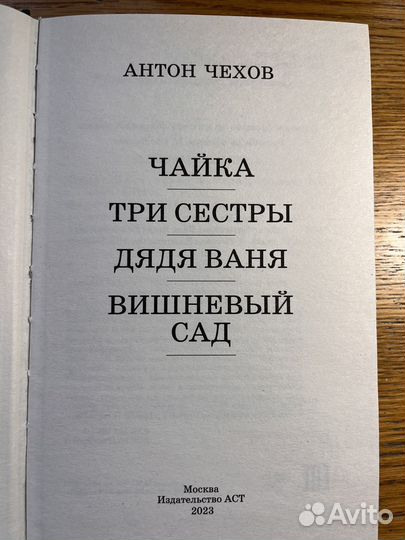 АНТОН ЧЕХОВ
ЧАЙКА
ТРИ СЕСТРЫ
ДЯДЯ ВАНЯ
ВИШНЕВЫЙ
САД
Москва
Издательство АСТ
2023
Avito